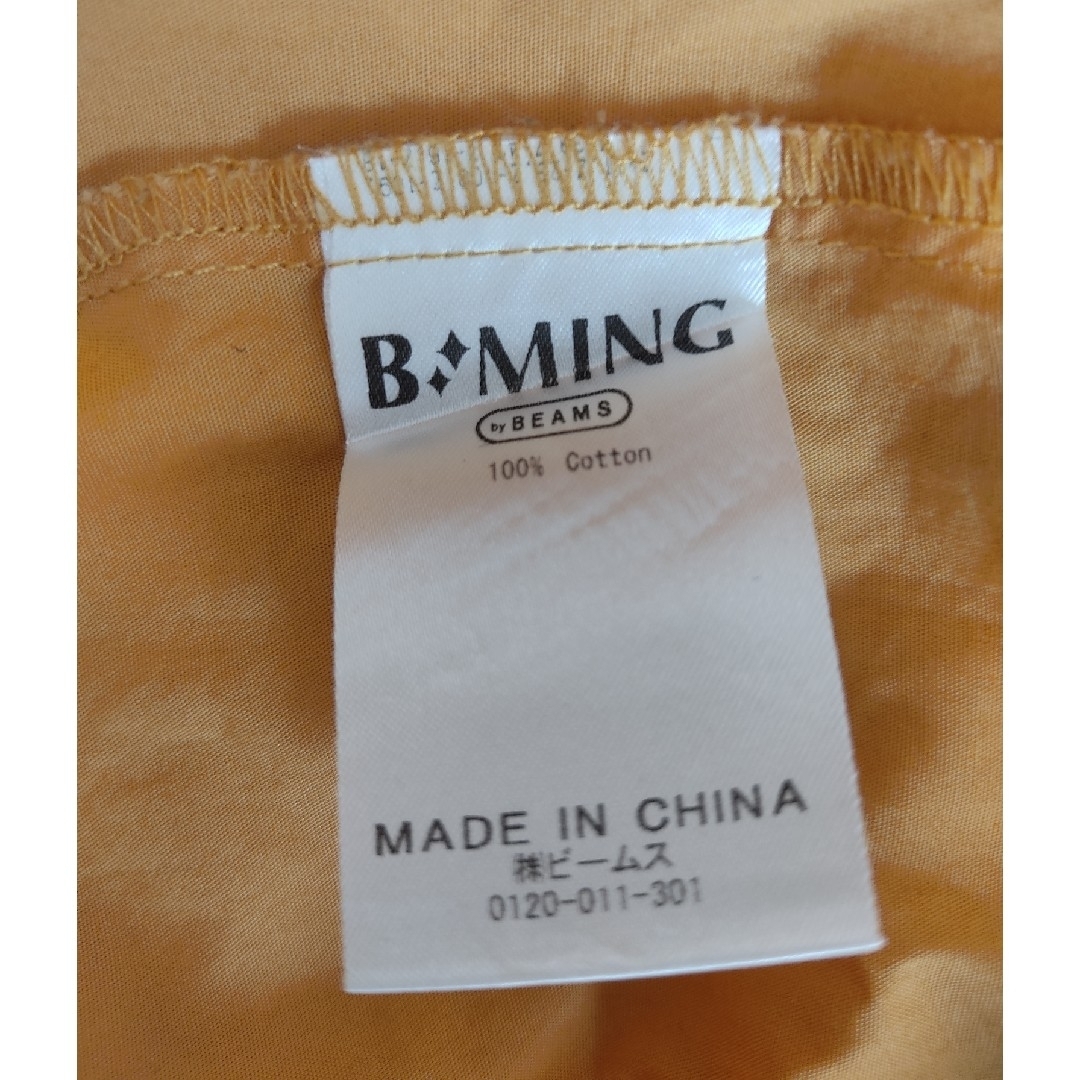 B:MING
by BEAMS
100% Cotton
MADE IN CHINA
㈱ビームス
0120-011-301